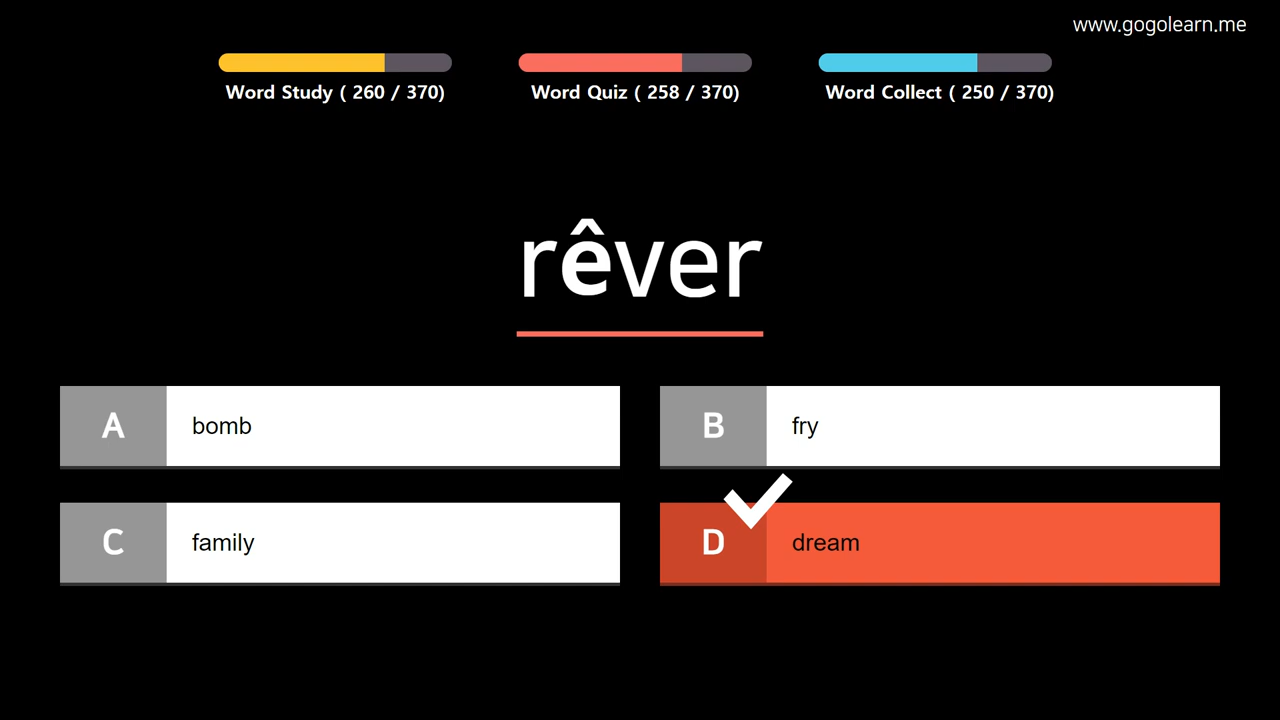 www.gogolearn.me
Word Study ( 260 / 370)
Word Quiz ( 258 / 370)
Word Collect ( 250 / 370)
rêver
A bomb
B fry
C family
D dream